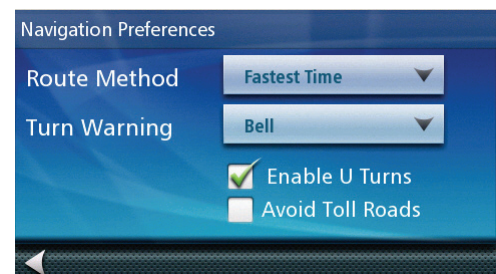 Navigation Preferences
Route Method Fastest Time
Turn Warning Bell
Enable U Turns
Avoid Toll Roads